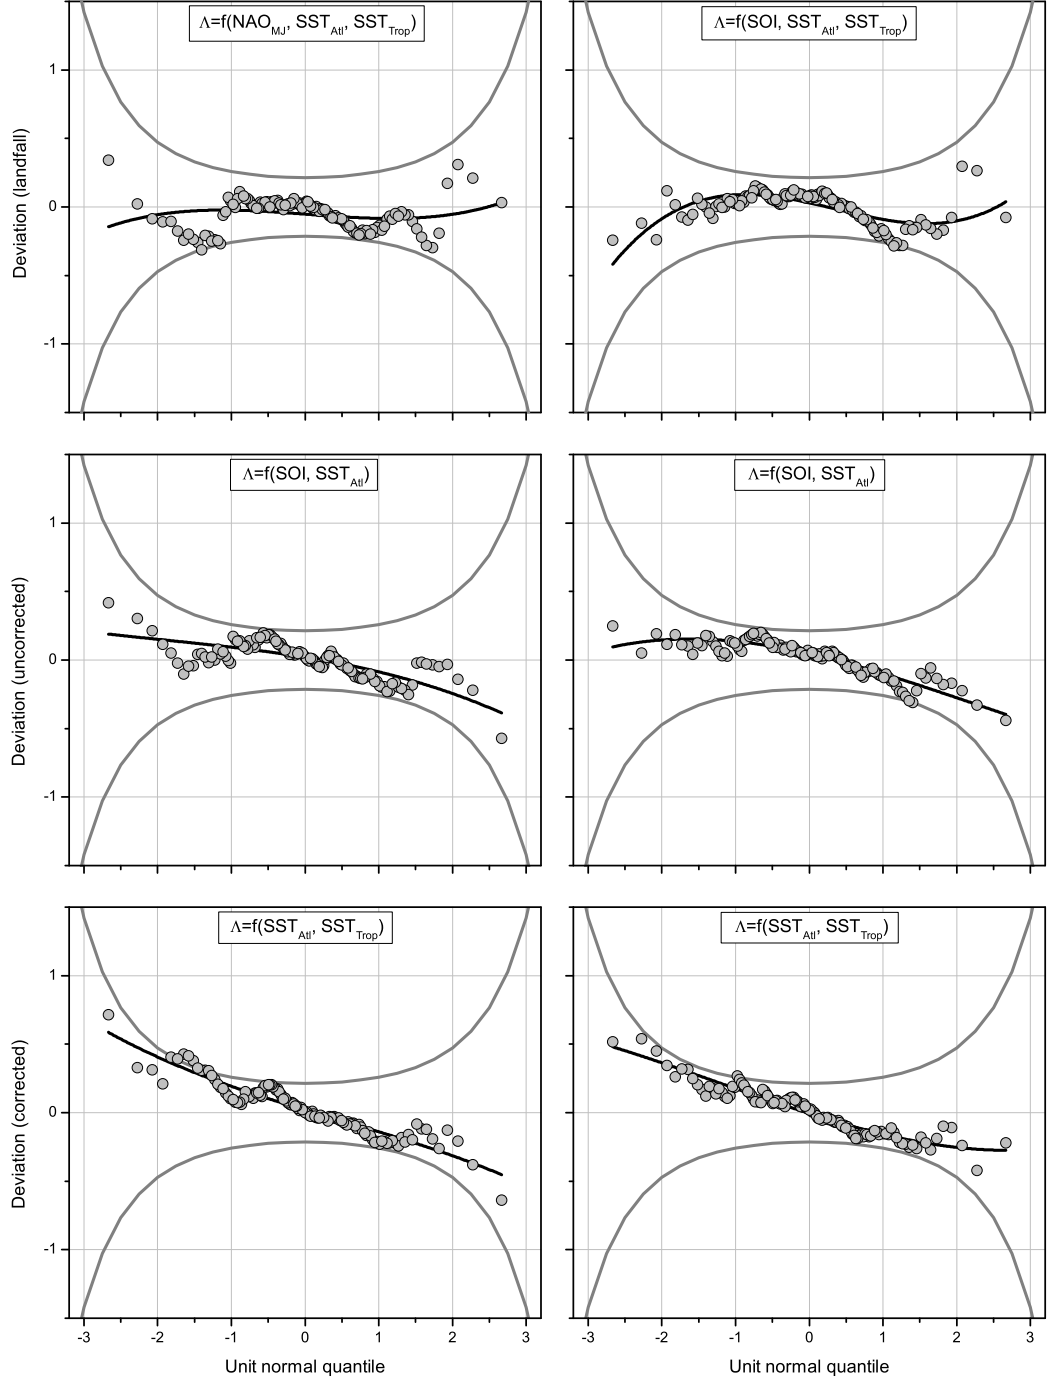 Λ=f(NAO_MJ, SST_Atl, SST_Trop)
Λ=f(SOI, SST_Atl, SST_Trop)
1
0
-1
Deviation (landfall)
Λ=f(SOI, SST_Atl)
Λ=f(SOI, SST_Atl)
1
0
-1
Deviation (uncorrected)
Λ=f(SST_Atl, SST_Trop)
Λ=f(SST_Atl, SST_Trop)
1
0
-1
Deviation (corrected)
-3 -2 -1 0 1 2 3
-3 -2 -1 0 1 2 3
Unit normal quantile
Unit normal quantile